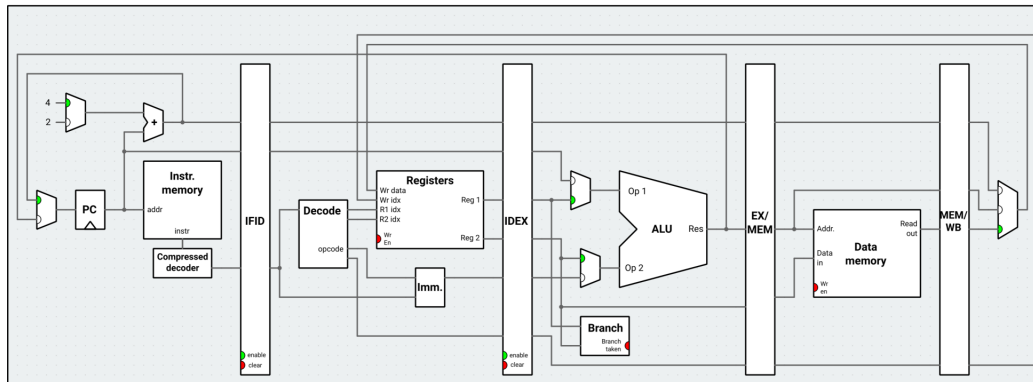 4
2
+
PC
Instr.
memory
addr
instr
Compressed
decoder
IFID
enable
clear
Decode
opcode
Registers
Wr data
Wr idx
R1 idx
R2 idx
Wr
En
Reg 1
Reg 2
Imm.
IDEX
enable
clear
Op 1
Op 2
ALU
Res
Branch
Branch
taken
EX/
MEM
Addr.
Data
in
Wr
en
Data
memory
Read
out
MEM/
WB